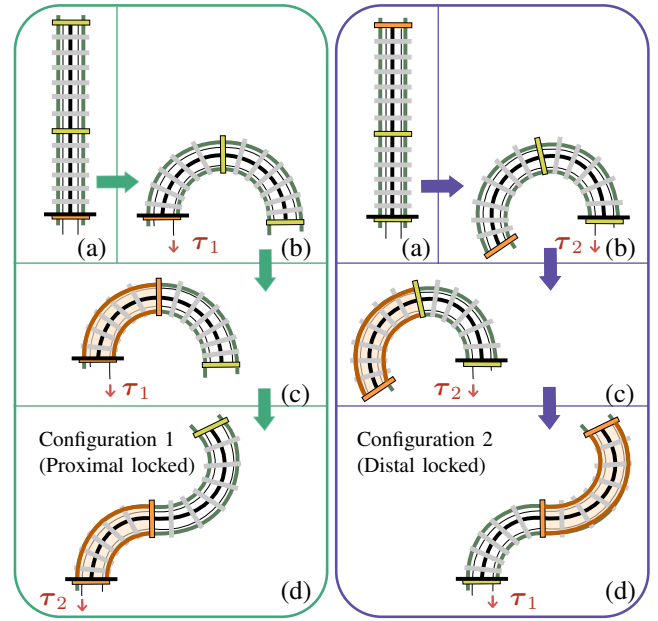 (a)
τ1
(b)
τ1
(c)
Configuration 1
(Proximal locked)
τ2
(d)
(a)
τ2
(b)
τ2
(c)
Configuration 2
(Distal locked)
τ1
(d)